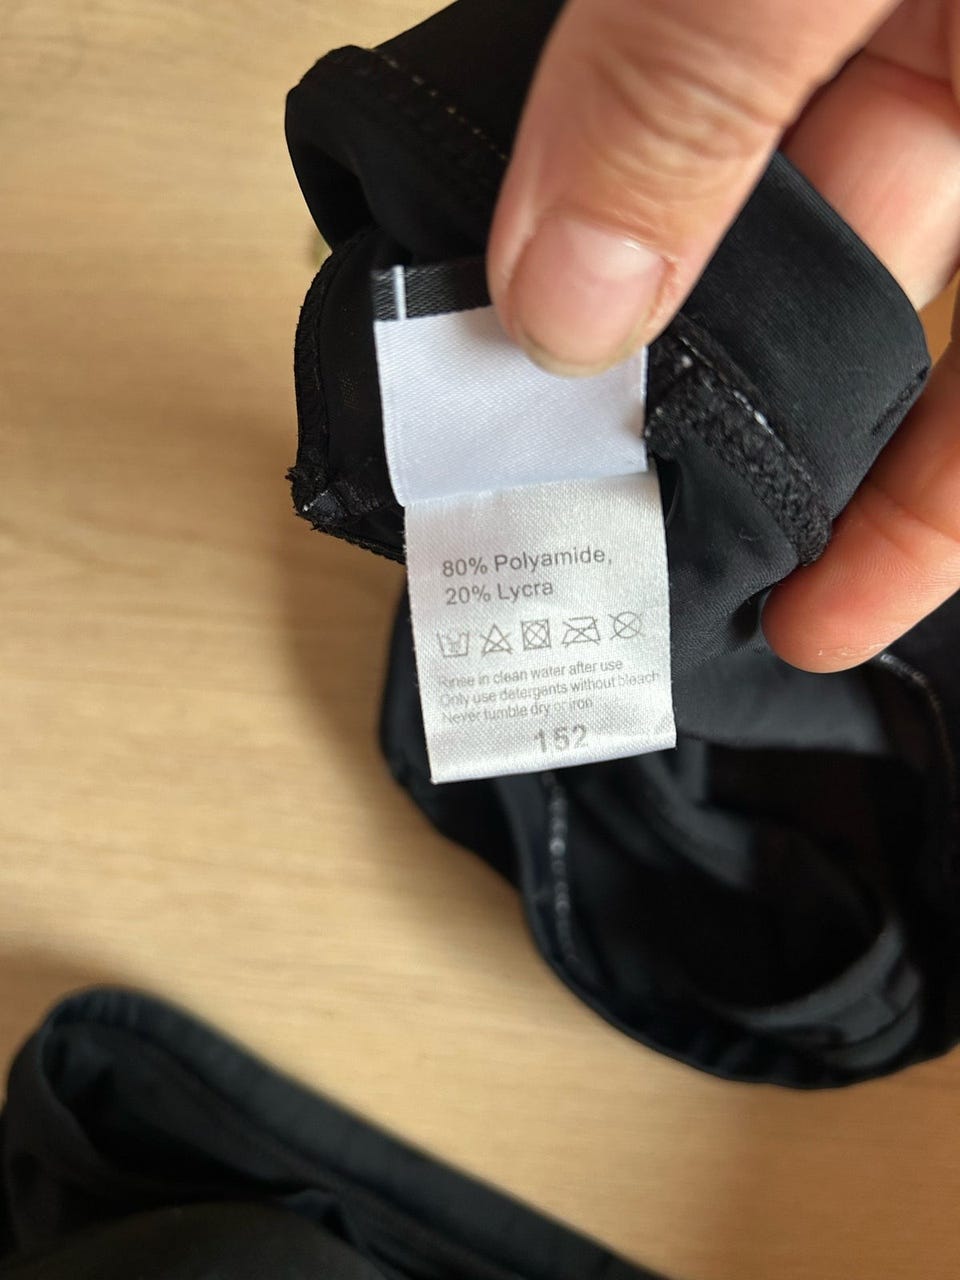 80% Polyamide,
20% Lycra
Rinse in clean water after use
Only use detergents without bleach
Never tumble dry or iron
152